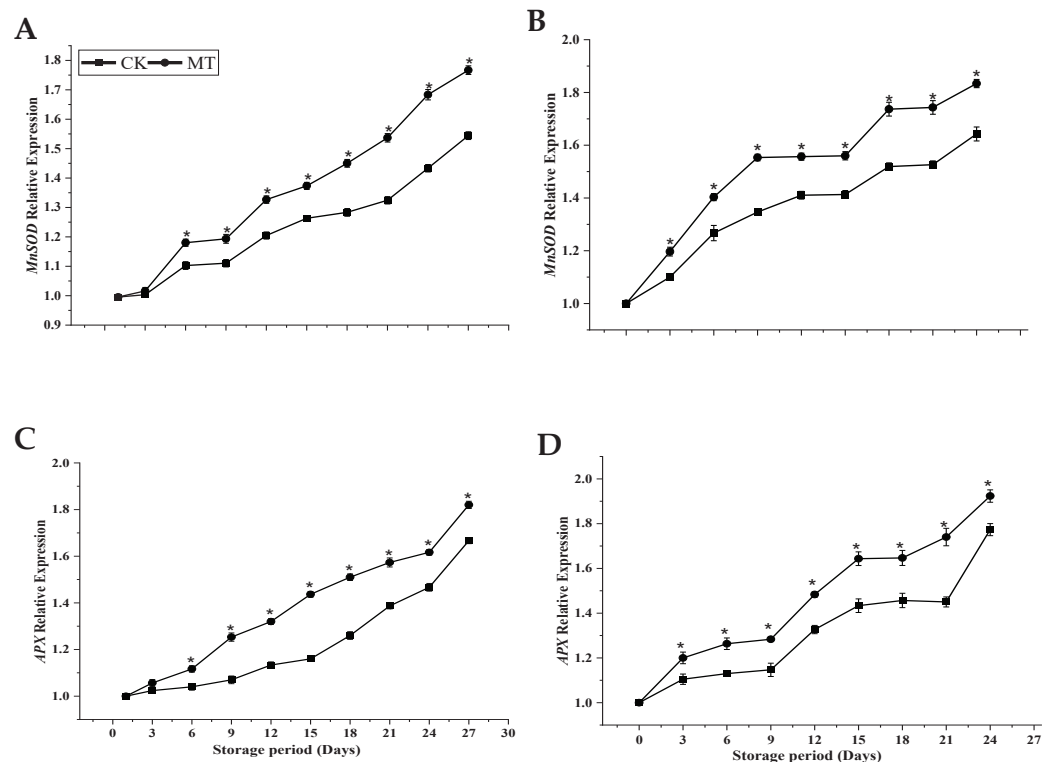 A
CK MT
MnSOD Relative Expression
1.8
1.7
1.6
1.5
1.4
1.3
1.2
1.1
1.0
0.9
* * * * * * * *
B
MnSOD Relative Expression
2.0
1.8
1.6
1.4
1.2
1.0
* * * * * * * *
C
APX Relative Expression
2.0
1.8
1.6
1.4
1.2
1.0
* * * * * * * *
0 3 6 9 12 15 18 21 24 27 30
Storage period (Days)
D
APX Relative Expression
2.0
1.8
1.6
1.4
1.2
1.0
* * * * * * * *
0 3 6 9 12 15 18 21 24 27
Storage period (Days)